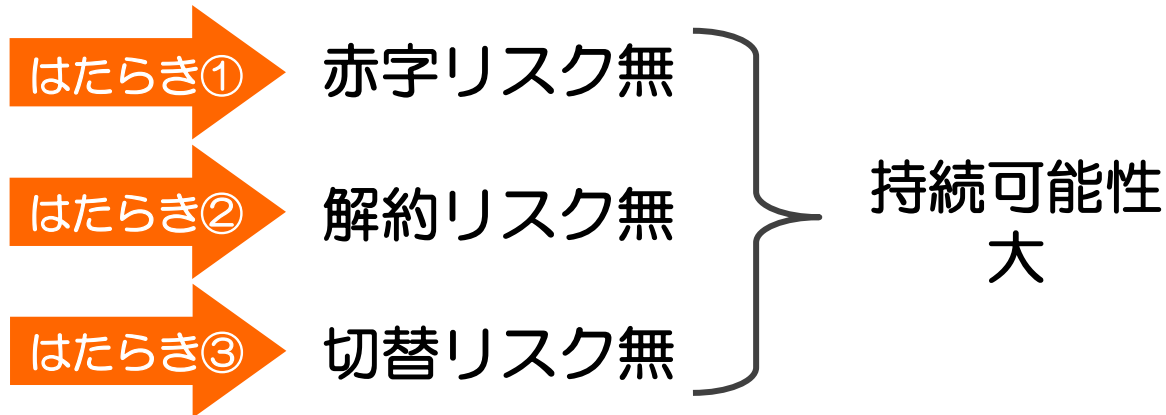 はたらき①
赤字リスク無
はたらき②
解約リスク無
はたらき③
切替リスク無
持続可能性
大